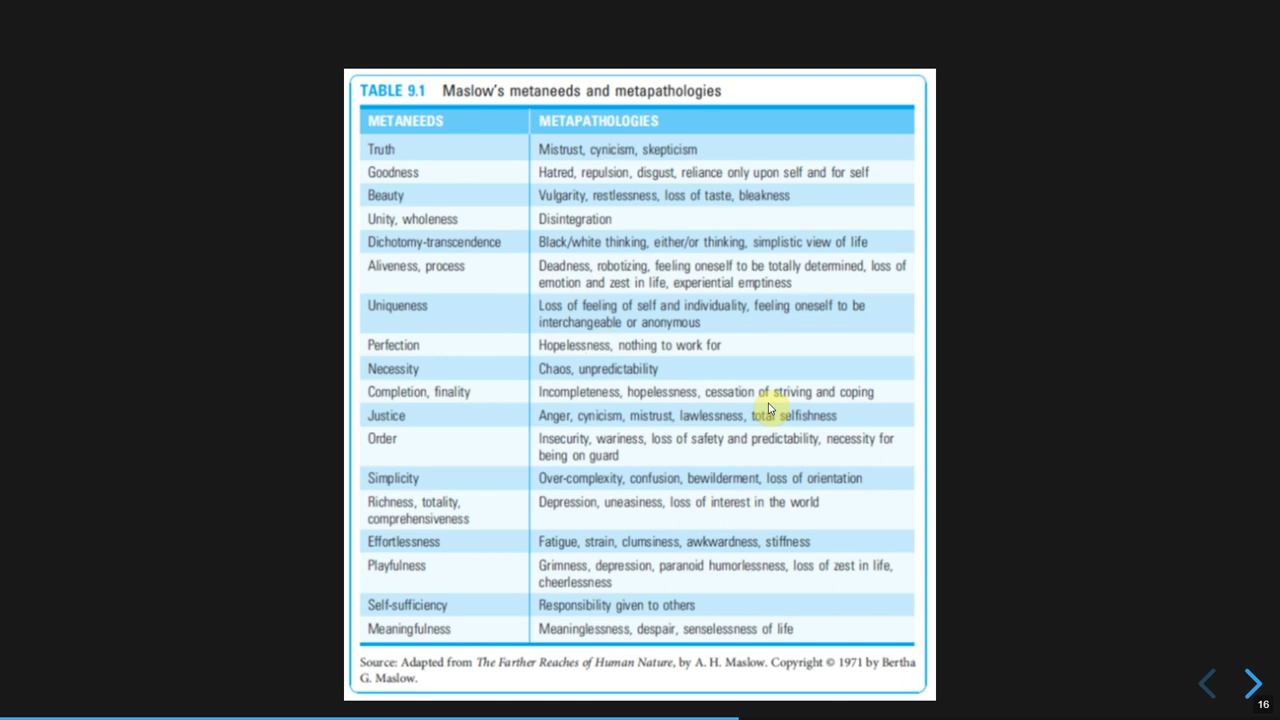 TABLE 9.1 Maslow's metaneeds and metapathologies
METANEEDS METAPATHOLOGIES
Truth Mistrust, cynicism, skepticism
Goodness Hatred, repulsion, disgust, reliance only upon self and for self
Beauty Vulgarity, restlessness, loss of taste, bleakness
Unity, wholeness Disintegration
Dichotomy-transcendence Black/white thinking, either/or thinking, simplistic view of life
Aliveness, process Deadness, robotizing, feeling oneself to be totally determined, loss of
emotion and zest in life, experiential emptiness
Uniqueness Loss of feeling of self and individuality, feeling oneself to be
interchangeable or anonymous
Perfection Hopelessness, nothing to work for
Necessity Chaos, unpredictability
Completion, finality Incompleteness, hopelessness, cessation of striving and coping
Justice Anger, cynicism, mistrust, lawlessness, total selfishness
Order Insecurity, wariness, loss of safety and predictability, necessity for
being on guard
Simplicity Over-complexity, confusion, bewilderment, loss of orientation
Richness, totality, Depression, uneasiness, loss of interest in the world
comprehensiveness
Effortlessness Fatigue, strain, clumsiness, awkwardness, stiffness
Playfulness Grimness, depression, paranoid humorlessness, loss of zest in life,
cheerlessness
Self-sufficiency Responsibility given to others
Meaningfulness Meaninglessness, despair, senselessness of life
Source: Adapted from The Farther Reaches of Human Nature, by A. H. Maslow. Copyright © 1971 by Bertha
G. Maslow.
16